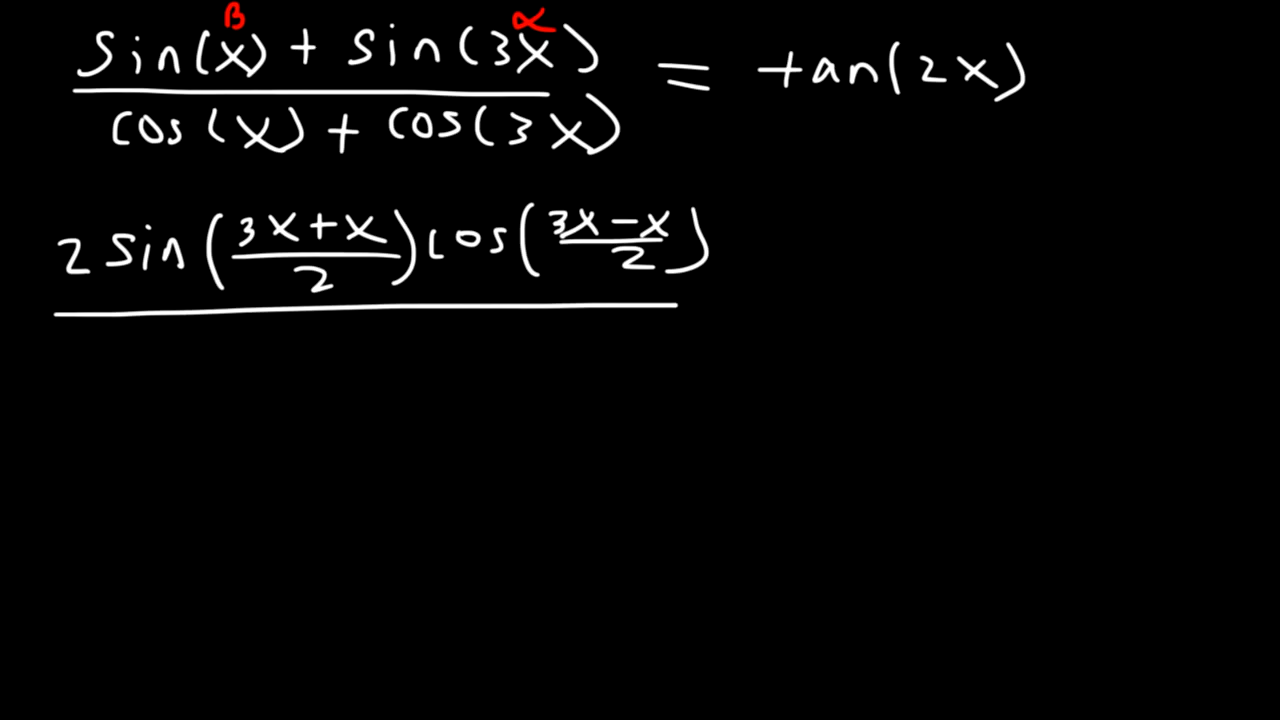 β α
sin(x) + sin(3x) = tan(2x)
cos(x) + cos(3x)
2 sin(3x+x/2) cos(3x-x/2)